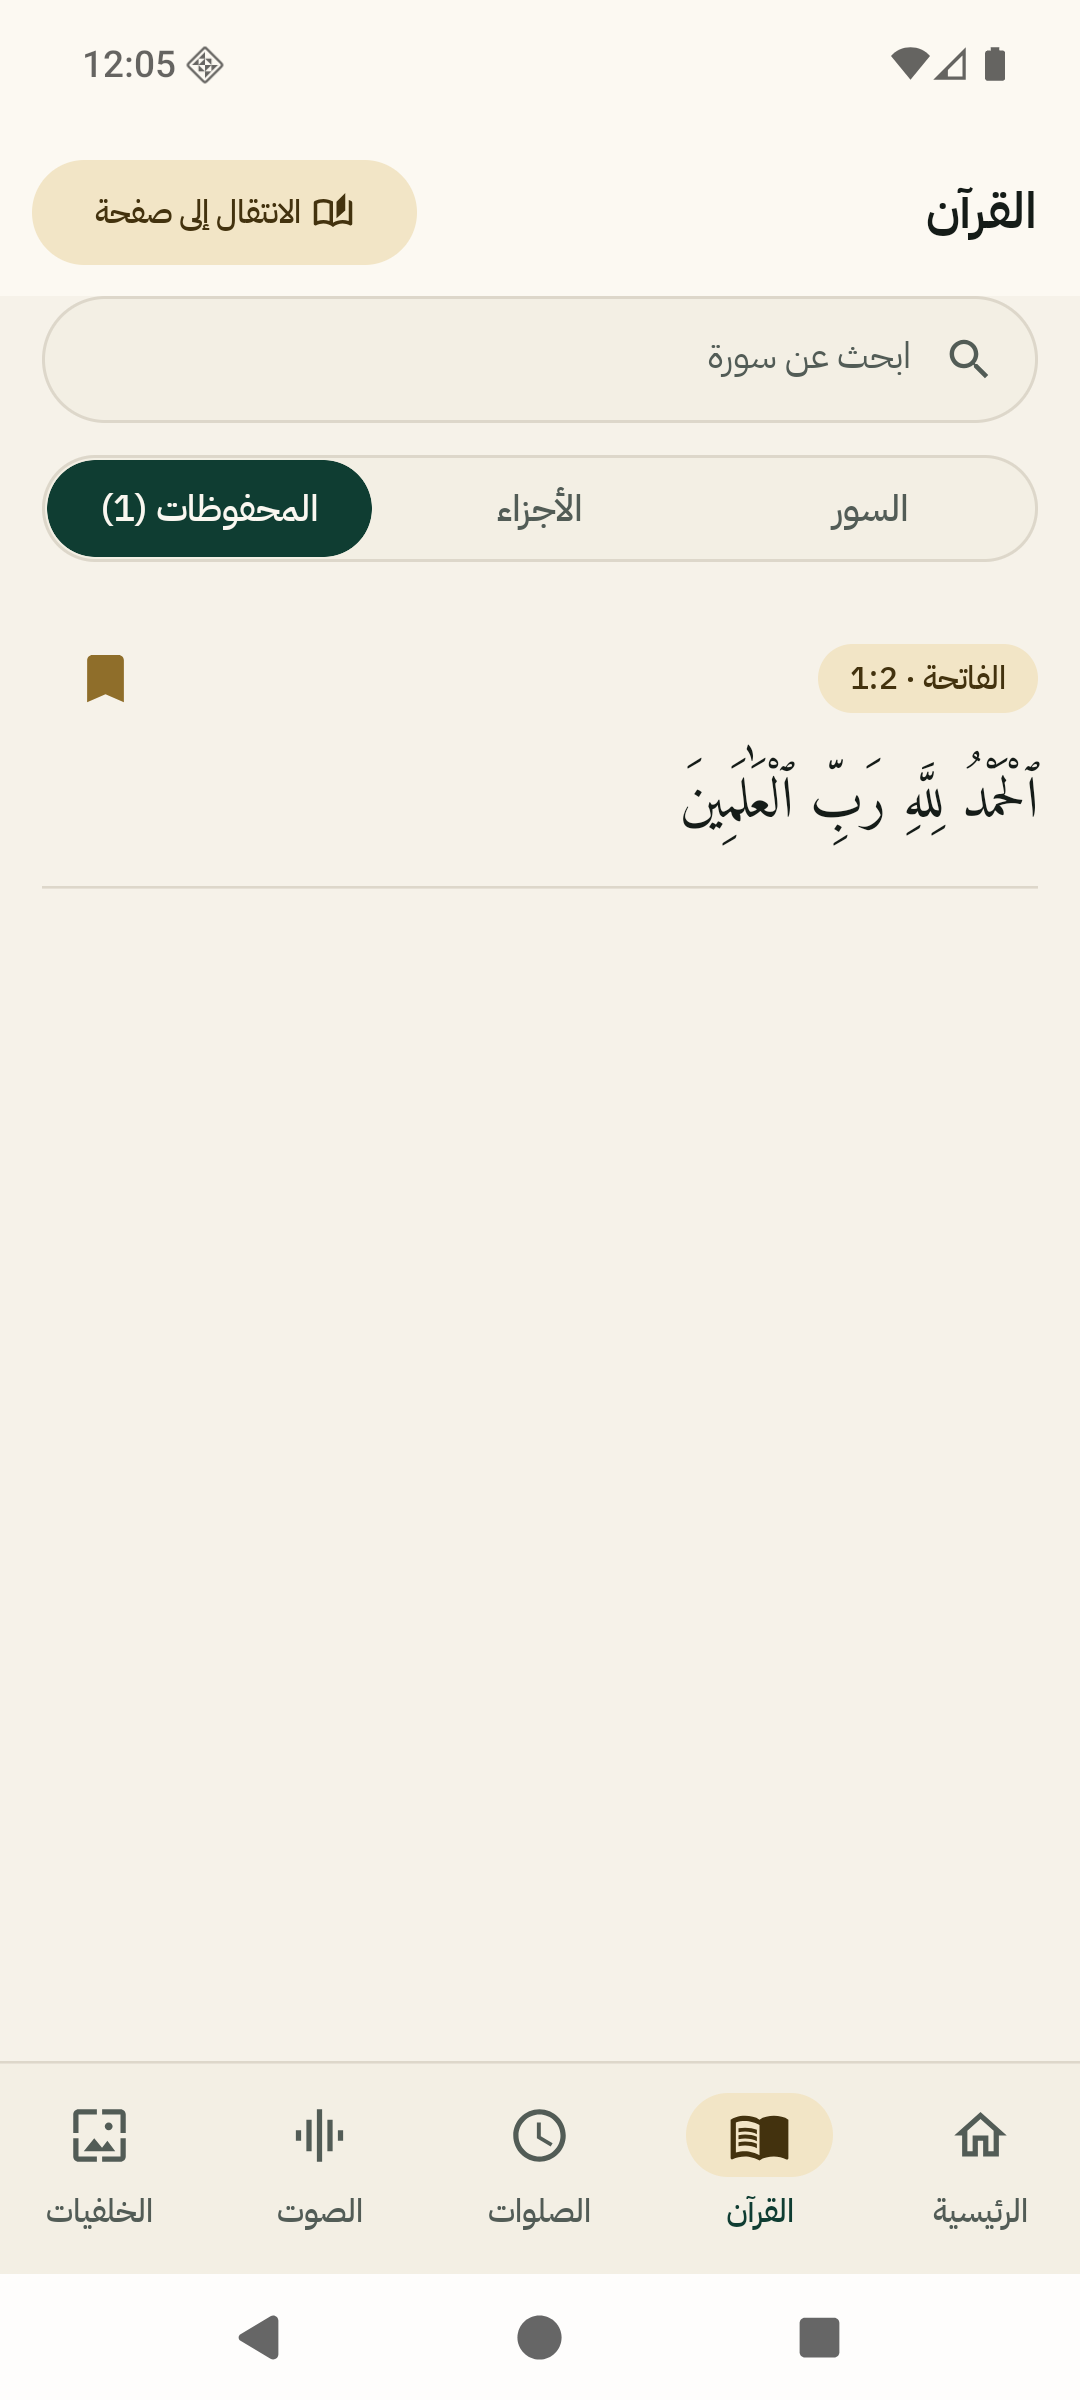 12:05
القرآن
الانتقال إلى صفحة
ابحث عن سورة
السور
الأجزاء
المحفوظات (1)
الفاتحة · 1:2
ٱلْحَمْدُ لِلَّهِ رَبِّ ٱلْعَٰلَمِينَ
الرئيسية
القرآن
الصلوات
الصوت
الخلفيات